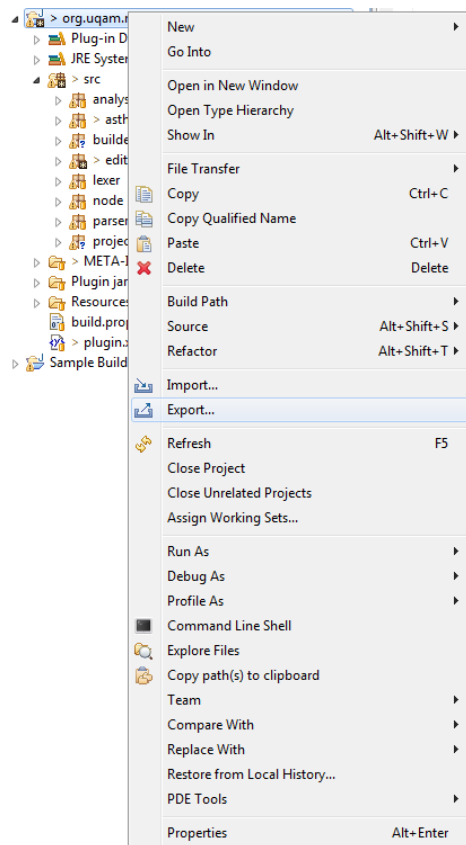 > org.uqam.
New
Plug-in D
Go Into
JRE System
> src
Open in New Window
analys
Open Type Hierarchy
> asth
Show In Alt+Shift+W
builde
> edit
File Transfer
lexer
Copy Ctrl+C
node
Copy Qualified Name
parser
Paste Ctrl+V
projec
Delete Delete
> META-I
Plugin jar
Build Path
Resources
Source Alt+Shift+S
build.prop
Refactor Alt+Shift+T
> plugin.x
Sample Build
Import...
Export...
Refresh F5
Close Project
Close Unrelated Projects
Assign Working Sets...
Run As
Debug As
Profile As
Command Line Shell
Explore Files
Copy path(s) to clipboard
Team
Compare With
Replace With
Restore from Local History...
PDE Tools
Properties Alt+Enter